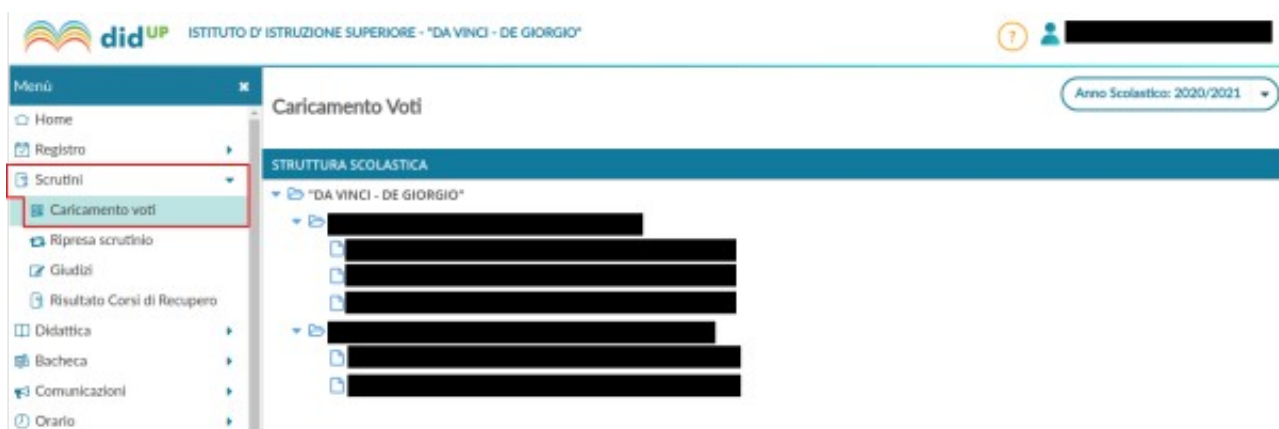 didUP ISTITUTO D' ISTRUZIONE SUPERIORE - "DA VINCI - DE GIORGIO"
?
Menù
Home
Registro
Scrutini
Caricamento voti
Ripresa scrutinio
Giudizi
Risultato Corsi di Recupero
Didattica
Bacheca
Comunicazioni
Orario
Caricamento Voti
Anno Scolastico: 2020/2021
STRUTTURA SCOLASTICA
"DA VINCI - DE GIORGIO"